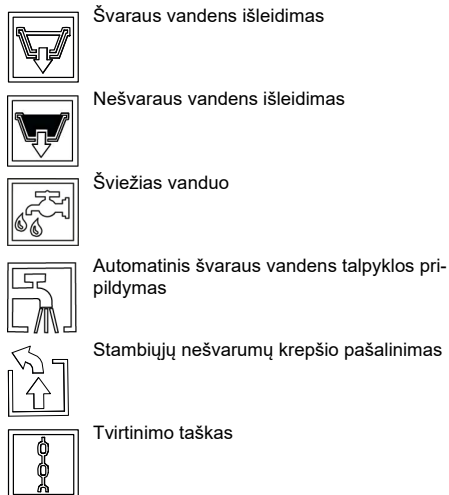 Švaraus vandens išleidimas
Nešvaraus vandens išleidimas
Šviežias vanduo
Automatinis švaraus vandens talpyklos pri-
pildymas
Stambiųjų nešvarumų krepšio pašalinimas
Tvirtinimo taškas